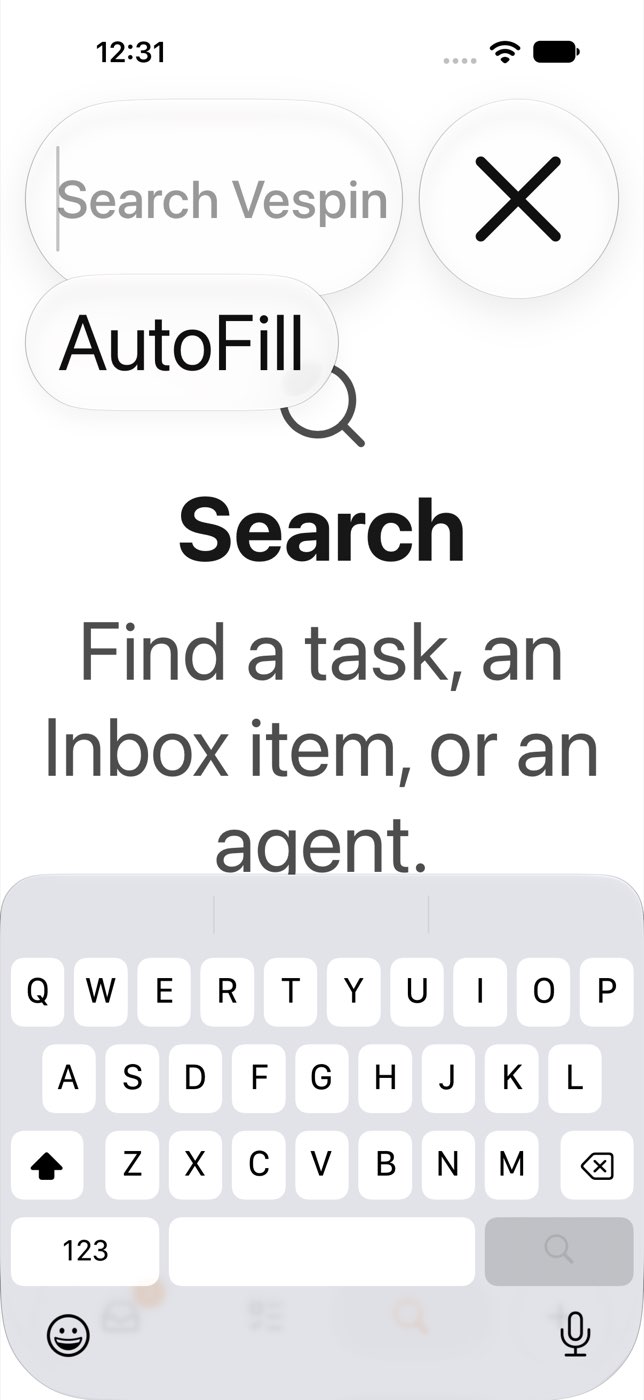 12:31
Search Vespin
AutoFill
Search
Find a task, an
Inbox item, or an
agent.
Q W E R T Y U I O P
A S D F G H J K L
Z X C V B N M
123